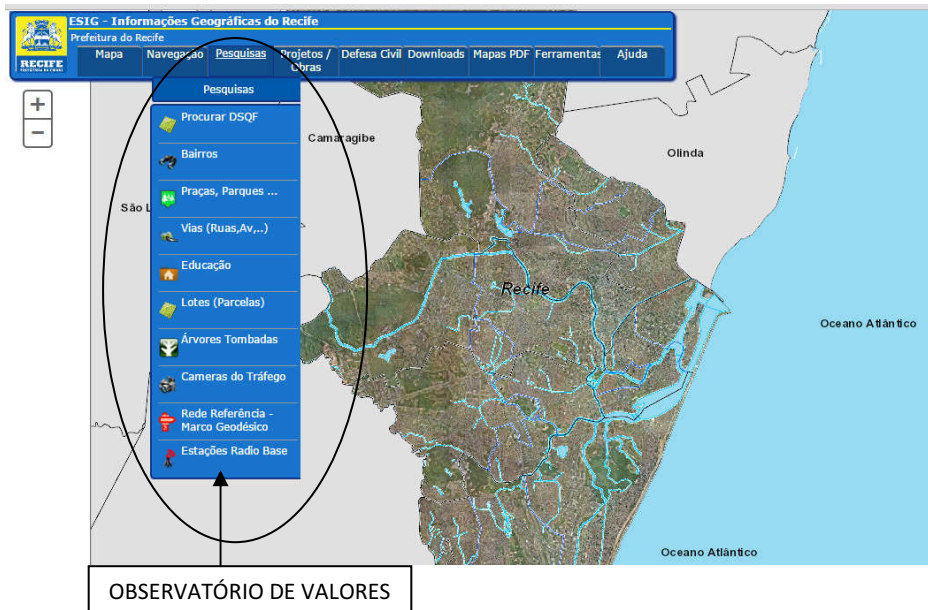 ESIG - Informações Geográficas do Recife
Prefeitura do Recife
RECIFE
Mapa Navegação Pesquisas Projetos / Obras Defesa Civil Downloads Mapas PDF Ferramentas Ajuda
Pesquisas
+
−
Procurar DSQF
Camaragibe
Bairros
Olinda
Praças, Parques ...
São L
Vias (Ruas,Av,..)
Educação
Recife
Lotes (Parcelas)
Oceano Atlântico
Árvores Tombadas
Cameras do Tráfego
Rede Referência -
Marco Geodésico
Estações Radio Base
Oceano Atlântico
OBSERVATÓRIO DE VALORES